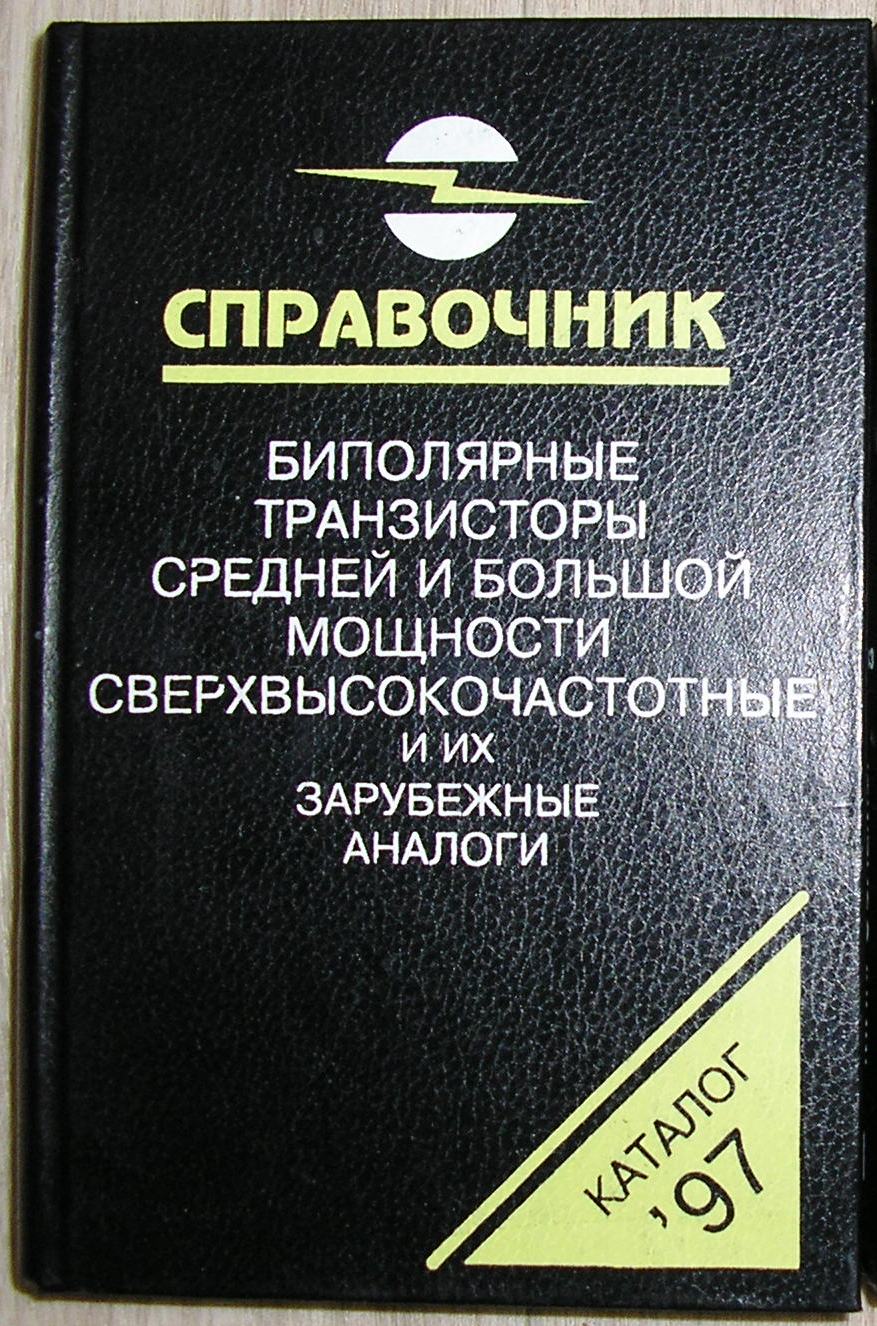 СПРАВОЧНИК
БИПОЛЯРНЫЕ
ТРАНЗИСТОРЫ
СРЕДНЕЙ И БОЛЬШОЙ
МОЩНОСТИ
СВЕРХВЫСОКОЧАСТОТНЫЕ
И ИХ
ЗАРУБЕЖНЫЕ
АНАЛОГИ
КАТАЛОГ
'97